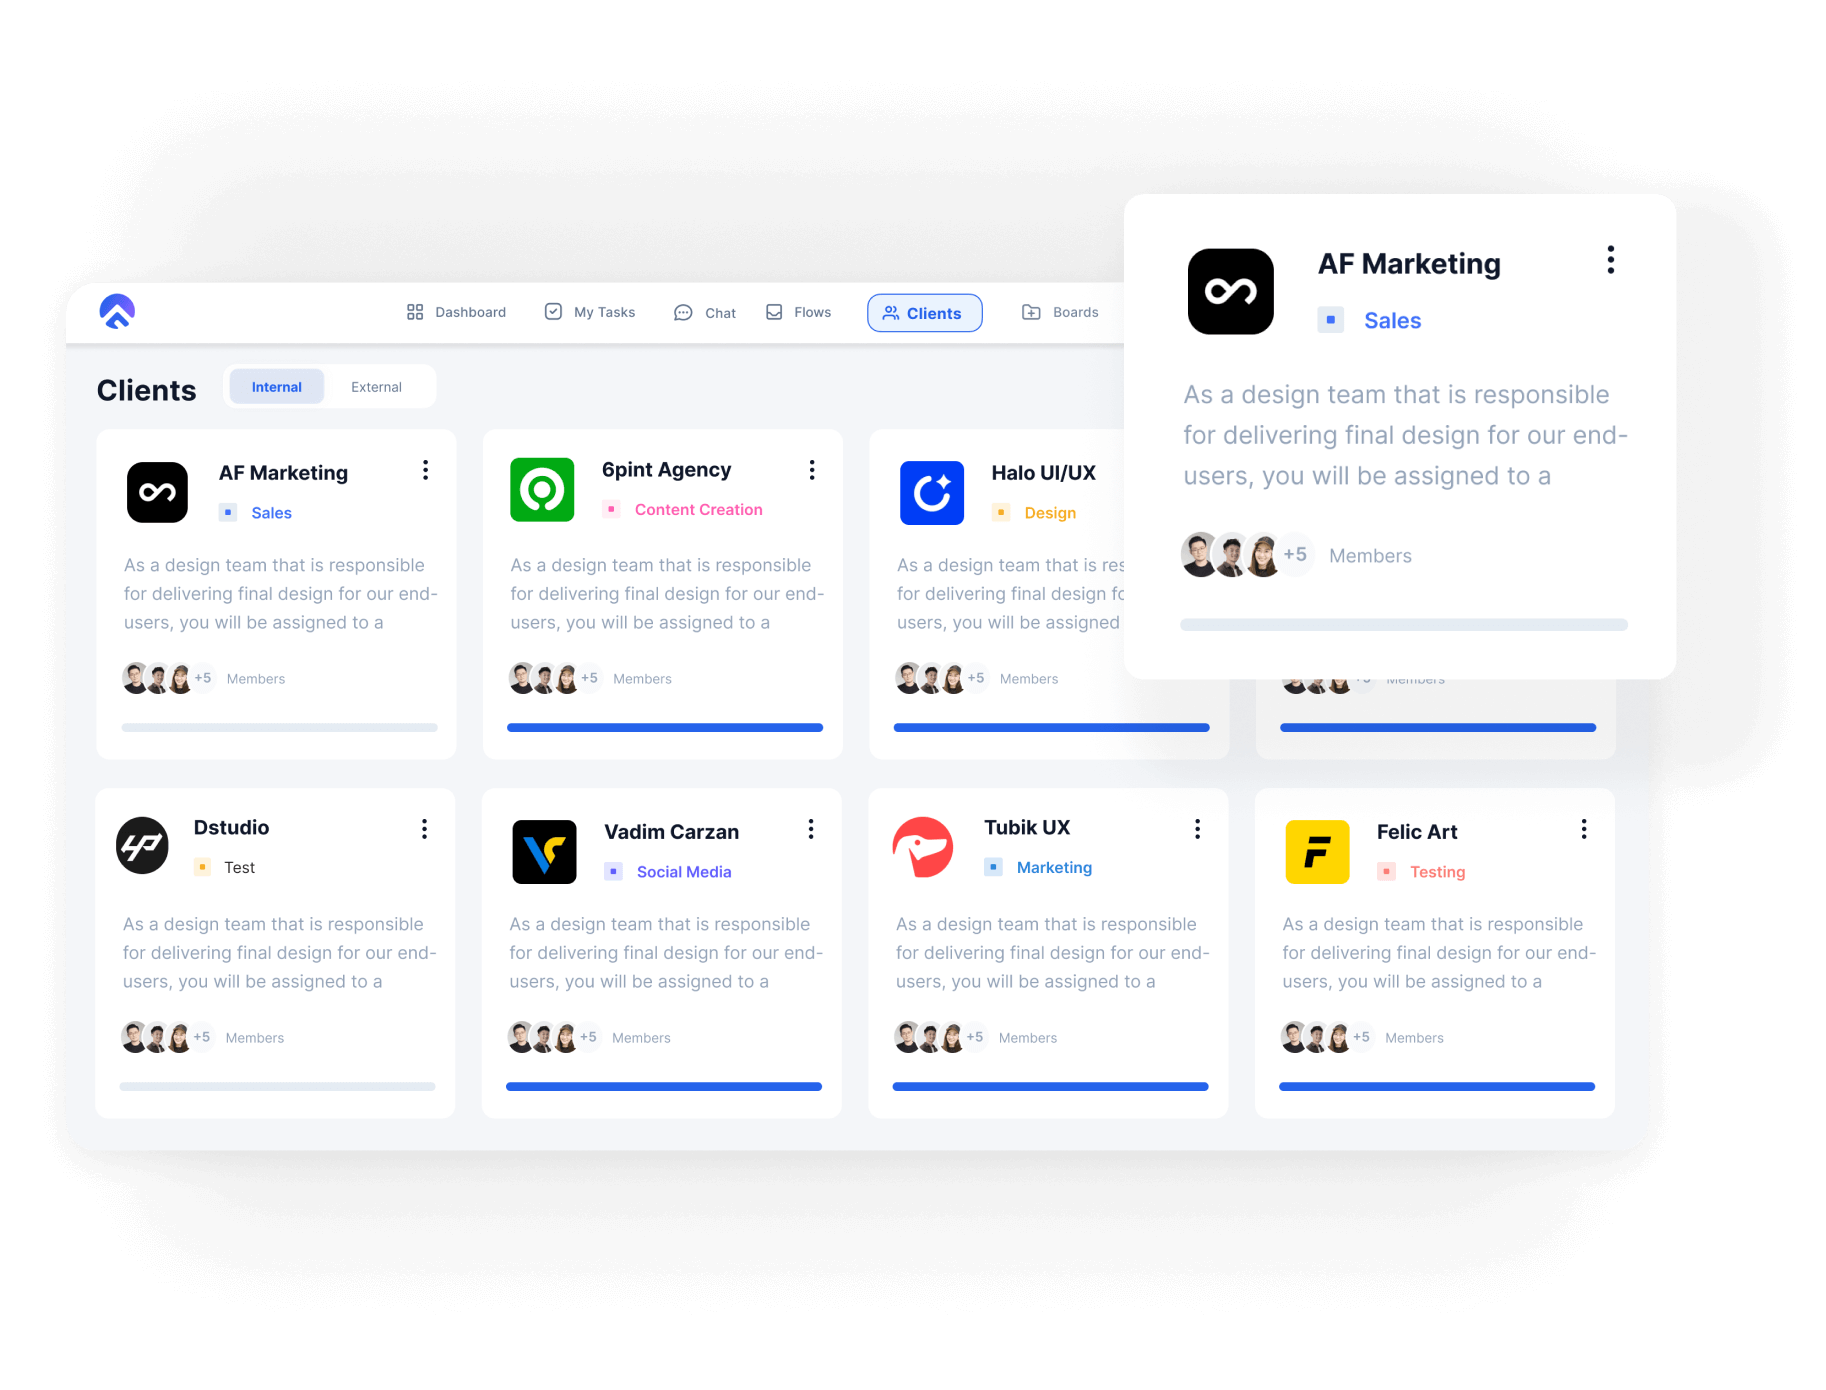 Dashboard
My Tasks
Chat
Flows
Clients
Boards
Clients
Internal
External
AF Marketing
Sales
As a design team that is responsible
for delivering final design for our end-
users, you will be assigned to a
+5
Members
AF Marketing
Sales
As a design team that is responsible
for delivering final design for our end-
users, you will be assigned to a
+5
Members
6pint Agency
Content Creation
As a design team that is responsible
for delivering final design for our end-
users, you will be assigned to a
+5
Members
Halo UI/UX
Design
As a design team that is
for delivering final design
users, you will be assigned
+5
Members
+5
Members
Dstudio
Test
As a design team that is responsible
for delivering final design for our end-
users, you will be assigned to a
+5
Members
Vadim Carzan
Social Media
As a design team that is responsible
for delivering final design for our end-
users, you will be assigned to a
+5
Members
Tubik UX
Marketing
As a design team that is responsible
for delivering final design for our end-
users, you will be assigned to a
+5
Members
Felic Art
Testing
As a design team that is responsible
for delivering final design for our end-
users, you will be assigned to a
+5
Members